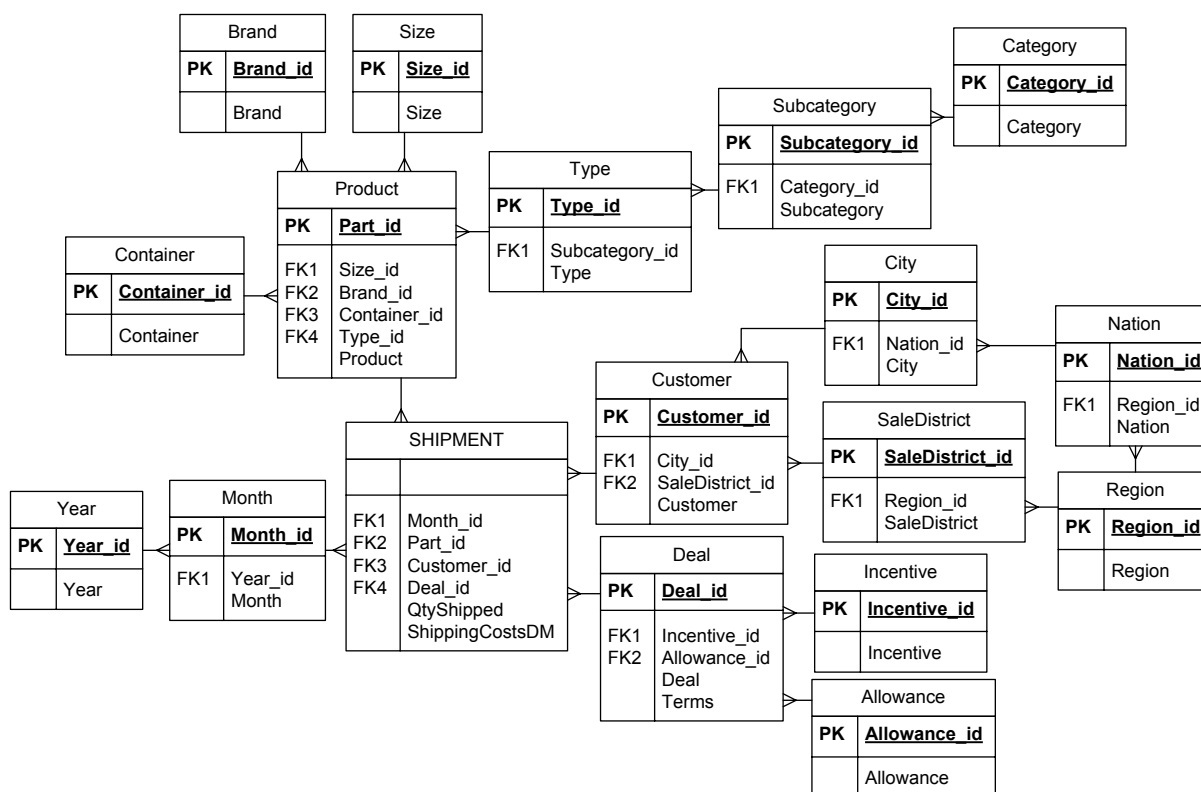 Brand
PK Brand_id
Brand
Size
PK Size_id
Size
Category
PK Category_id
Category
Subcategory
PK Subcategory_id
FK1 Category_id
Subcategory
Type
PK Type_id
FK1 Subcategory_id
Type
Product
PK Part_id
FK1 Size_id
FK2 Brand_id
FK3 Container_id
FK4 Type_id
Product
Container
PK Container_id
Container
City
PK City_id
FK1 Nation_id
City
Nation
PK Nation_id
FK1 Region_id
Nation
Customer
PK Customer_id
FK1 City_id
FK2 SaleDistrict_id
Customer
SaleDistrict
PK SaleDistrict_id
FK1 Region_id
SaleDistrict
Region
PK Region_id
Region
SHIPMENT
FK1 Month_id
FK2 Part_id
FK3 Customer_id
FK4 Deal_id
QtyShipped
ShippingCostsDM
Year
PK Year_id
Year
Month
PK Month_id
FK1 Year_id
Month
Deal
PK Deal_id
FK1 Incentive_id
FK2 Allowance_id
Deal
Terms
Incentive
PK Incentive_id
Incentive
Allowance
PK Allowance_id
Allowance